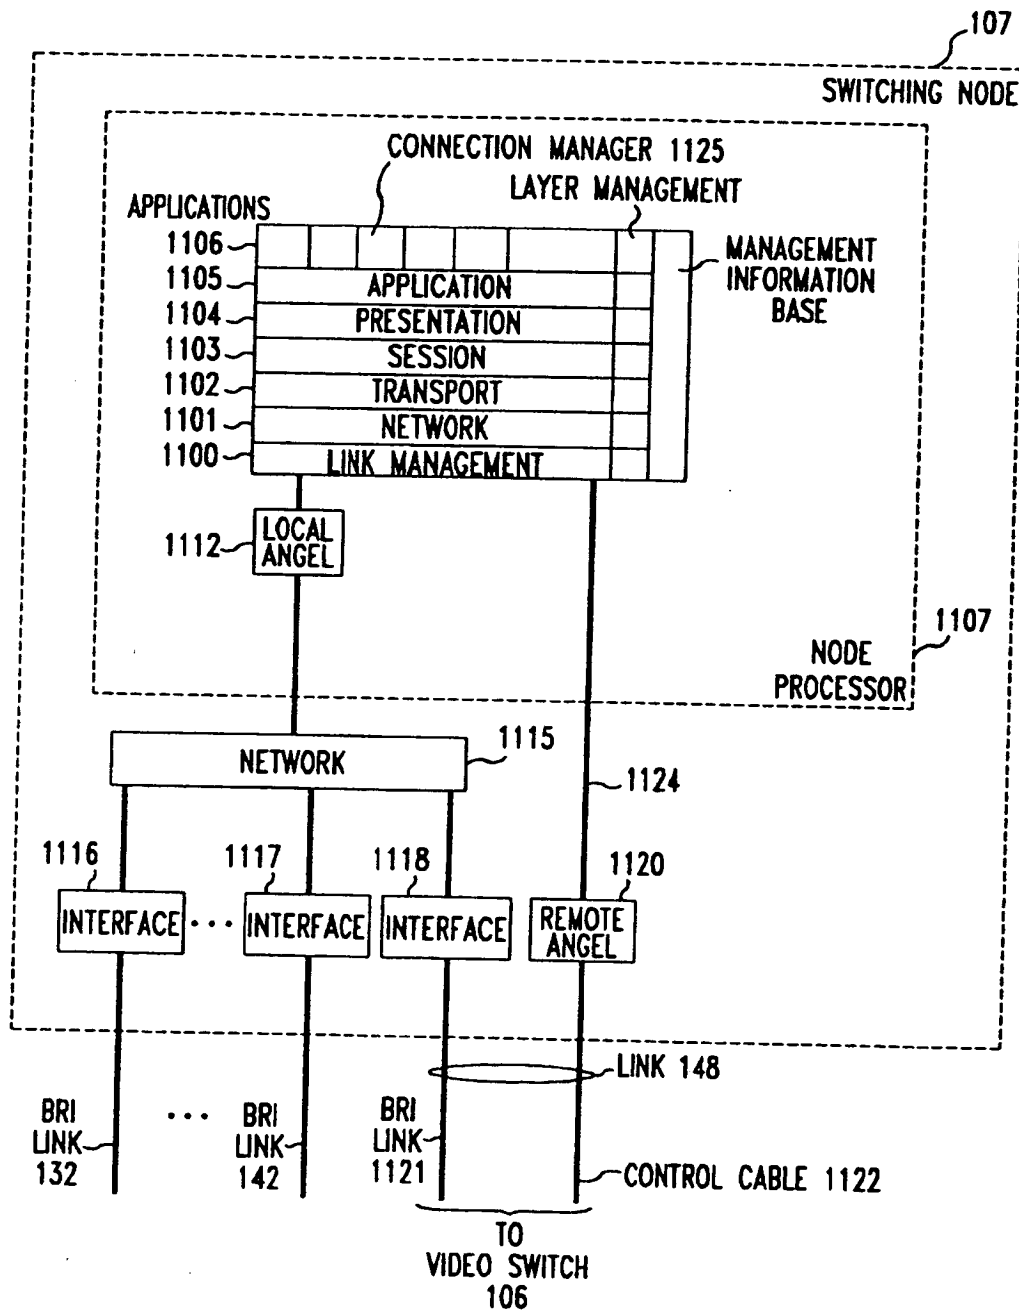 107
SWITCHING NODE
CONNECTION MANAGER 1125
LAYER MANAGEMENT
APPLICATIONS
1106
MANAGEMENT
INFORMATION
BASE
1105
APPLICATION
1104
PRESENTATION
1103
SESSION
1102
TRANSPORT
1101
NETWORK
1100
LINK MANAGEMENT
1112
LOCAL
ANGEL
1107
NODE
PROCESSOR
NETWORK
1115
1124
1116
1117
1118
1120
INTERFACE
...
INTERFACE
INTERFACE
REMOTE
ANGEL
LINK 148
BRI
LINK
132
...
BRI
LINK
142
BRI
LINK
1121
CONTROL CABLE 1122
TO
VIDEO SWITCH
106